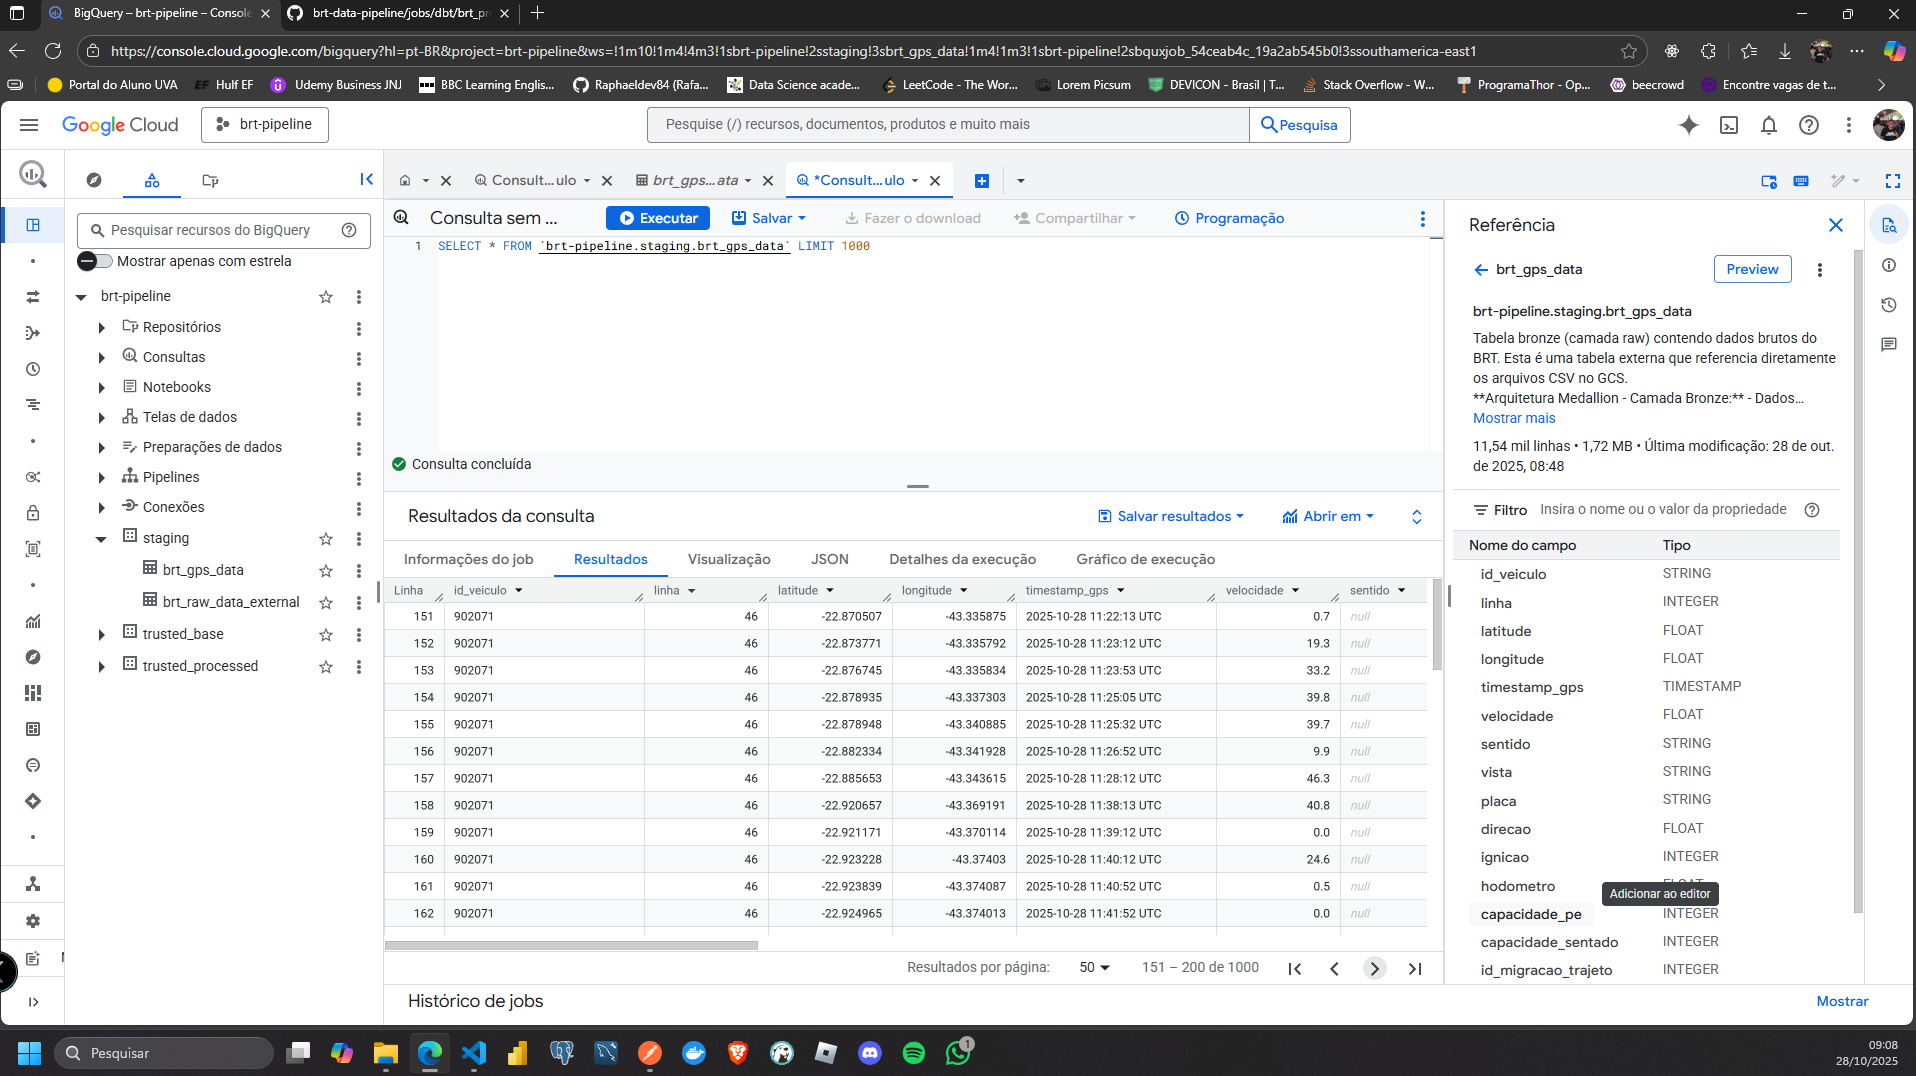 BigQuery – brt-pipeline – Console
brt-data-pipeline/jobs/dbt/brt_pr
https://console.cloud.google.com/bigquery?hl=pt-BR&project=brt-pipeline&ws=!1m10!1m4!4m3!1sbrt-pipeline!2sstaging!3sbrt_gps_data!1m4!1m3!1sbrt-pipeline!2sbquxjob_54ceab4c_19a2ab545b0!3ssouthamerica-east1
Portal do Aluno UVA
EF Hulf EF
Udemy Business JNJ
BBC Learning Englis...
Raphaeldev84 (Rafa...
Data Science acade...
LeetCode - The Wor...
Lorem Picsum
DEVICON - Brasil | T...
Stack Overflow - W...
ProgramaThor - Op...
beecrowd
Encontre vagas de t...
Google Cloud
brt-pipeline
Pesquise (/) recursos, documentos, produtos e muito mais
Pesquisa
Consult...ulo
brt_gps...ata
*Consult...ulo
Pesquisar recursos do BigQuery
Mostrar apenas com estrela
brt-pipeline
Repositórios
Consultas
Notebooks
Telas de dados
Preparações de dados
Pipelines
Conexões
staging
brt_gps_data
brt_raw_data_external
trusted_base
trusted_processed
Consulta sem ...
Executar
Salvar
Fazer o download
Compartilhar
Programação
1 SELECT * FROM `brt-pipeline.staging.brt_gps_data` LIMIT 1000
Consulta concluída
Resultados da consulta
Salvar resultados
Abrir em
Informações do job
Resultados
Visualização
JSON
Detalhes da execução
Gráfico de execução
Linha id_veiculo linha latitude longitude timestamp_gps velocidade sentido
151 902071 46 -22.870507 -43.335875 2025-10-28 11:22:13 UTC 0.7 null
152 902071 46 -22.873771 -43.335792 2025-10-28 11:23:12 UTC 19.3 null
153 902071 46 -22.876745 -43.335834 2025-10-28 11:23:53 UTC 33.2 null
154 902071 46 -22.878935 -43.337303 2025-10-28 11:25:05 UTC 39.8 null
155 902071 46 -22.878948 -43.340885 2025-10-28 11:25:32 UTC 39.7 null
156 902071 46 -22.882334 -43.341928 2025-10-28 11:26:52 UTC 9.9 null
157 902071 46 -22.885653 -43.343615 2025-10-28 11:28:12 UTC 46.3 null
158 902071 46 -22.920657 -43.369191 2025-10-28 11:38:13 UTC 40.8 null
159 902071 46 -22.921171 -43.370114 2025-10-28 11:39:12 UTC 0.0 null
160 902071 46 -22.923228 -43.37403 2025-10-28 11:40:12 UTC 24.6 null
161 902071 46 -22.923839 -43.374087 2025-10-28 11:40:52 UTC 0.5 null
162 902071 46 -22.924965 -43.374013 2025-10-28 11:41:52 UTC 0.0 null
Resultados por página: 50 151 – 200 de 1000
Histórico de jobs
Mostrar
Referência
brt_gps_data
Preview
brt-pipeline.staging.brt_gps_data
Tabela bronze (camada raw) contendo dados brutos do
BRT. Esta é uma tabela externa que referencia diretamente
os arquivos CSV no GCS.
**Arquitetura Medallion - Camada Bronze:** - Dados...
Mostrar mais
11,54 mil linhas • 1,72 MB • Última modificação: 28 de out.
de 2025, 08:48
Filtro Insira o nome ou o valor da propriedade
Nome do campo Tipo
id_veiculo STRING
linha INTEGER
latitude FLOAT
longitude FLOAT
timestamp_gps TIMESTAMP
velocidade FLOAT
sentido STRING
vista STRING
placa STRING
direcao FLOAT
ignicao INTEGER
hodometro FLOAT
Adicionar ao editor
capacidade_pe INTEGER
capacidade_sentado INTEGER
id_migracao_trajeto INTEGER
Pesquisar
1
09:08
28/10/2025